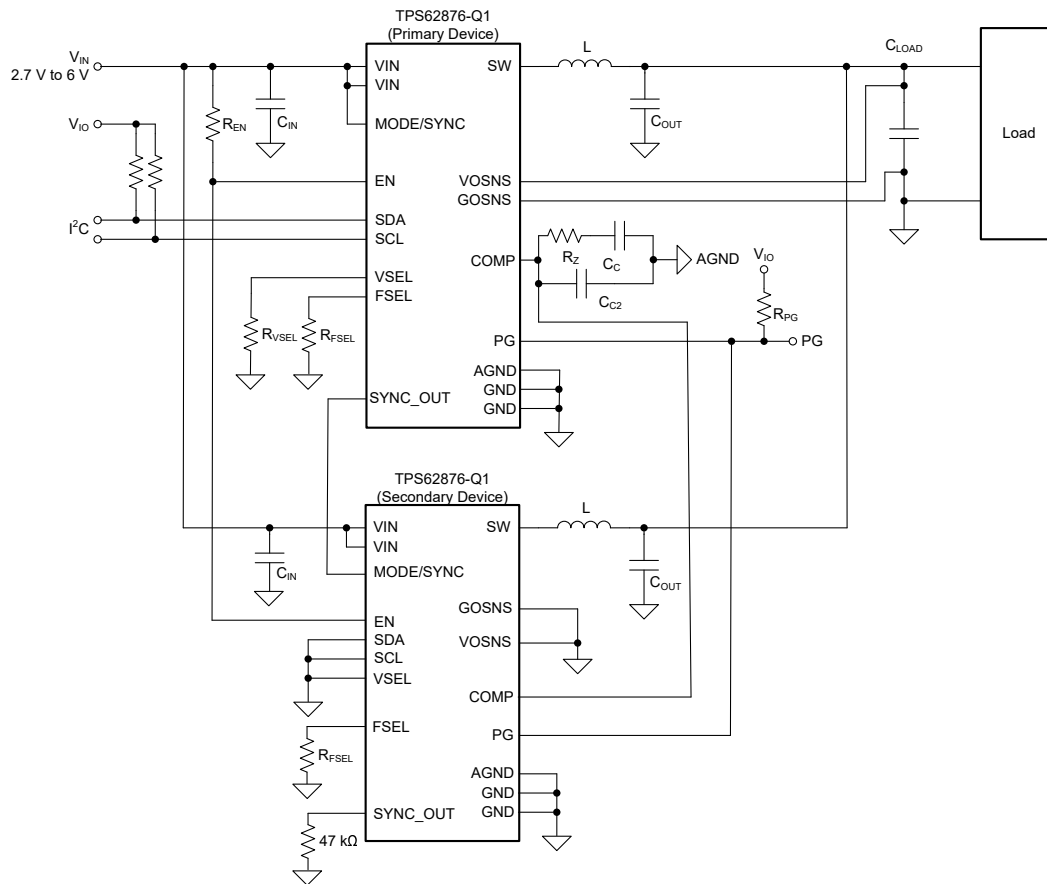 TPS62876-Q1
(Primary Device)
V_IN
2.7 V to 6 V
V_IO
I²C
R_EN
C_IN
VIN
VIN
MODE/SYNC
EN
SDA
SCL
VSEL
FSEL
SYNC_OUT
R_VSEL
R_FSEL
SW
VOSNS
GOSNS
COMP
PG
AGND
GND
GND
L
C_OUT
C_LOAD
Load
R_Z
C_C
C_C2
AGND
V_IO
R_PG
PG
TPS62876-Q1
(Secondary Device)
C_IN
VIN
VIN
MODE/SYNC
EN
SDA
SCL
VSEL
FSEL
SYNC_OUT
R_FSEL
47 kΩ
SW
GOSNS
VOSNS
COMP
PG
AGND
GND
GND
L
C_OUT